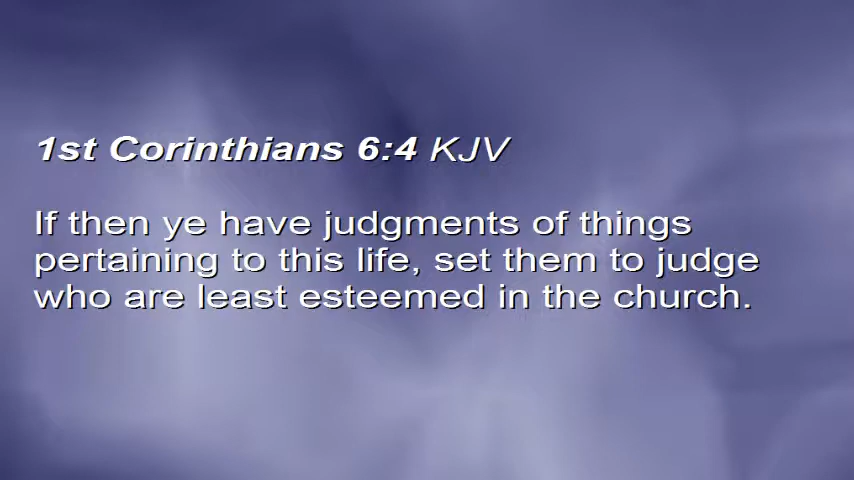 1st Corinthians 6:4 KJV
If then ye have judgments of things
pertaining to this life, set them to judge
who are least esteemed in the church.